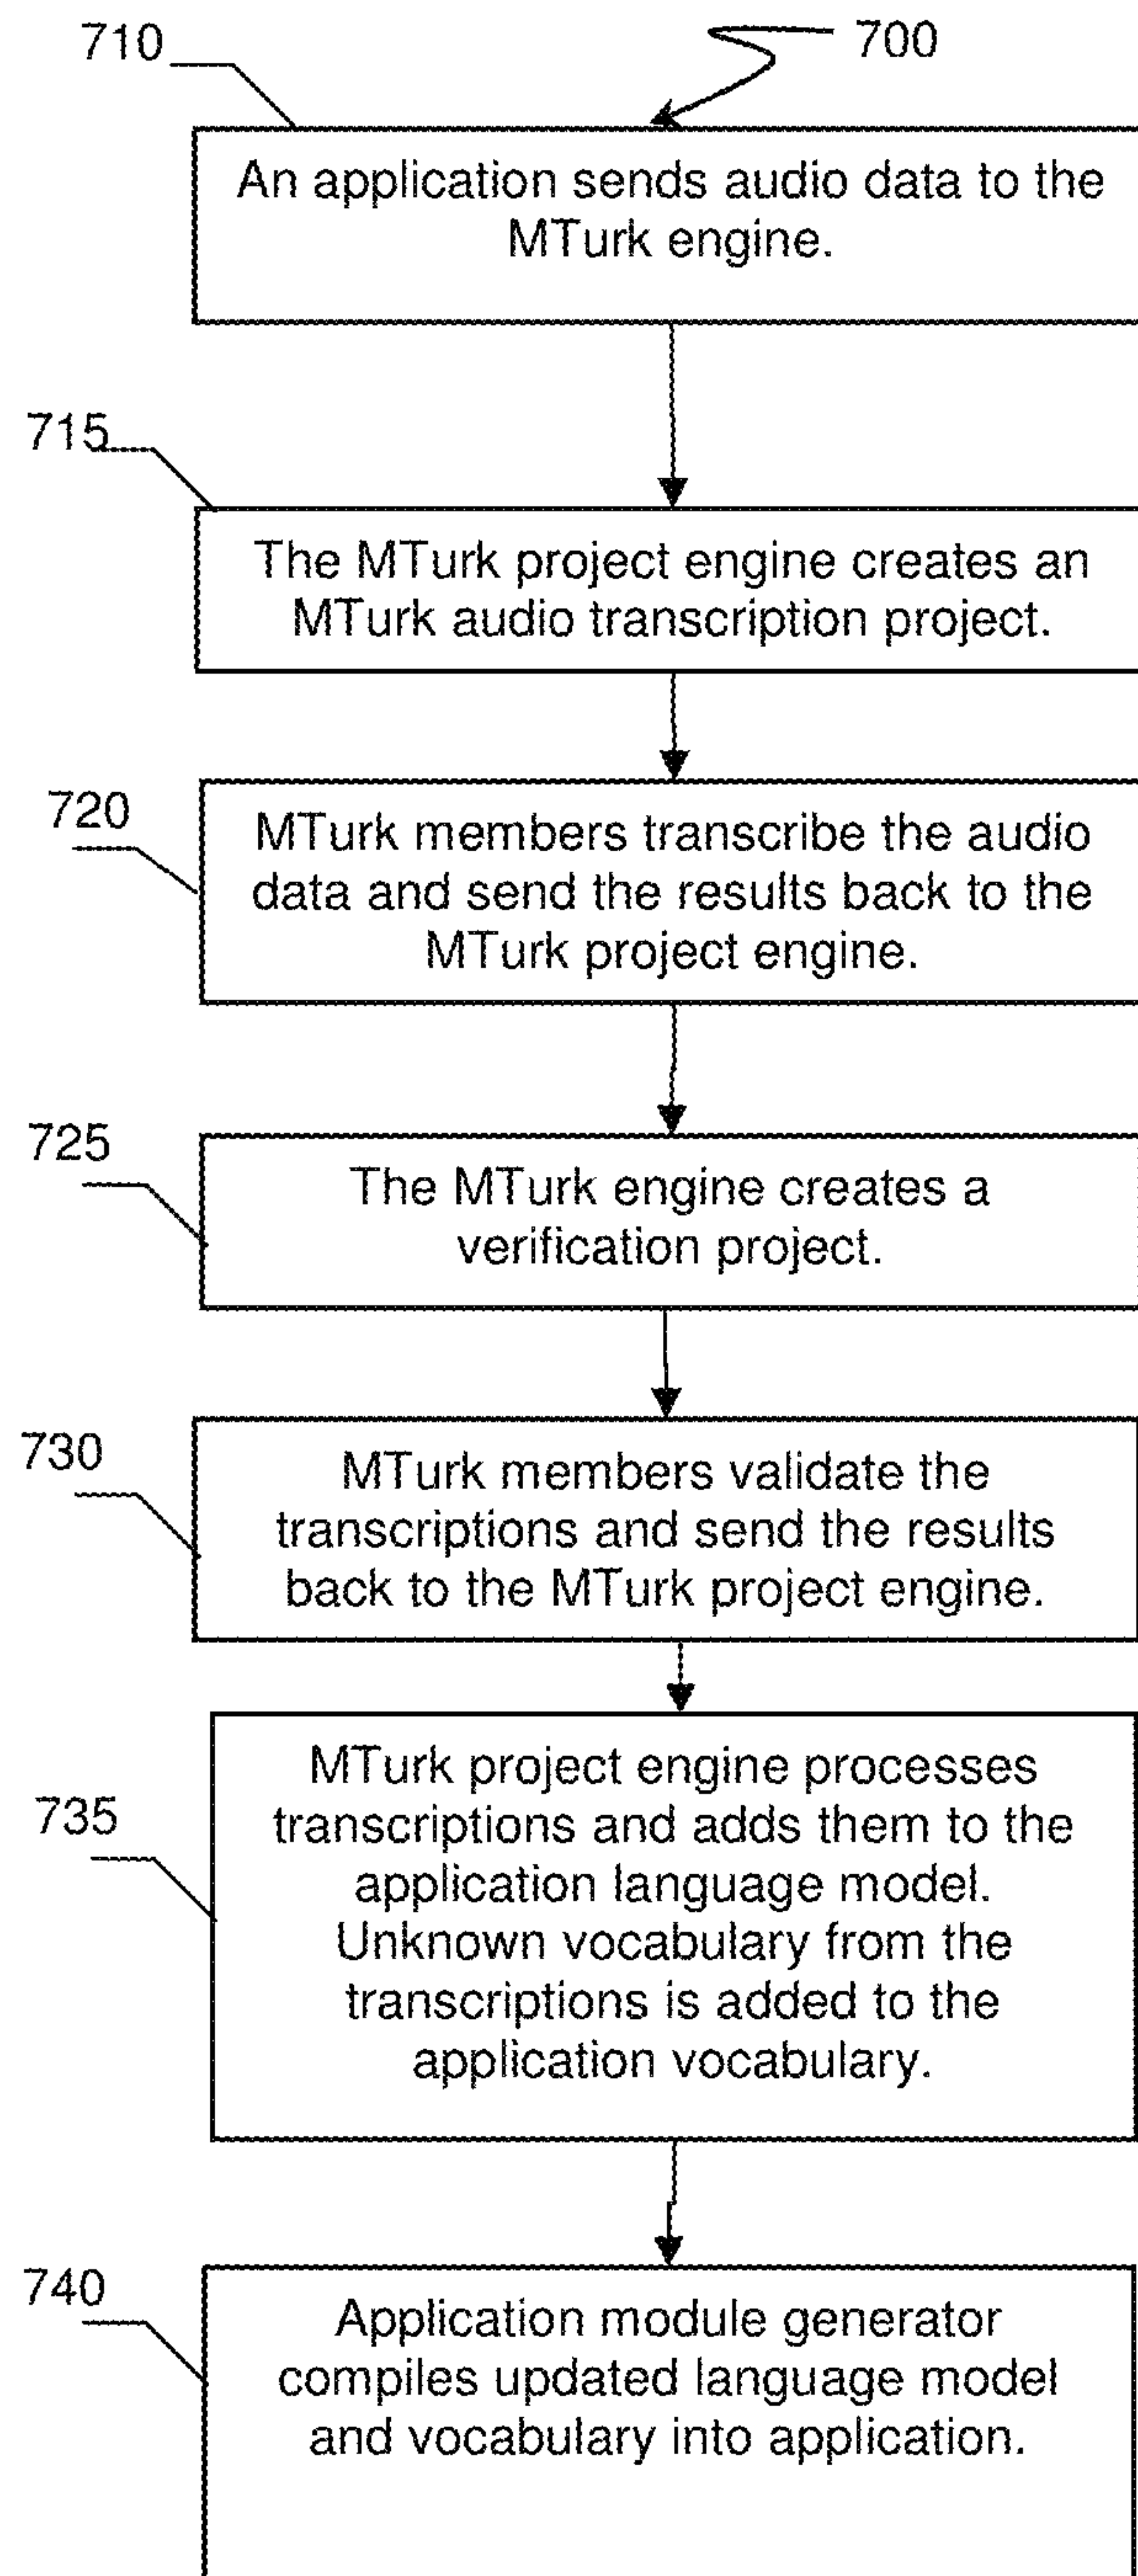 710
700
An application sends audio data to the
MTurk engine.
715
The MTurk project engine creates an
MTurk audio transcription project.
720
MTurk members transcribe the audio
data and send the results back to the
MTurk project engine.
725
The MTurk engine creates a
verification project.
730
MTurk members validate the
transcriptions and send the results
back to the MTurk project engine.
735
MTurk project engine processes
transcriptions and adds them to the
application language model.
Unknown vocabulary from the
transcriptions is added to the
application vocabulary.
740
Application module generator
compiles updated language model
and vocabulary into application.